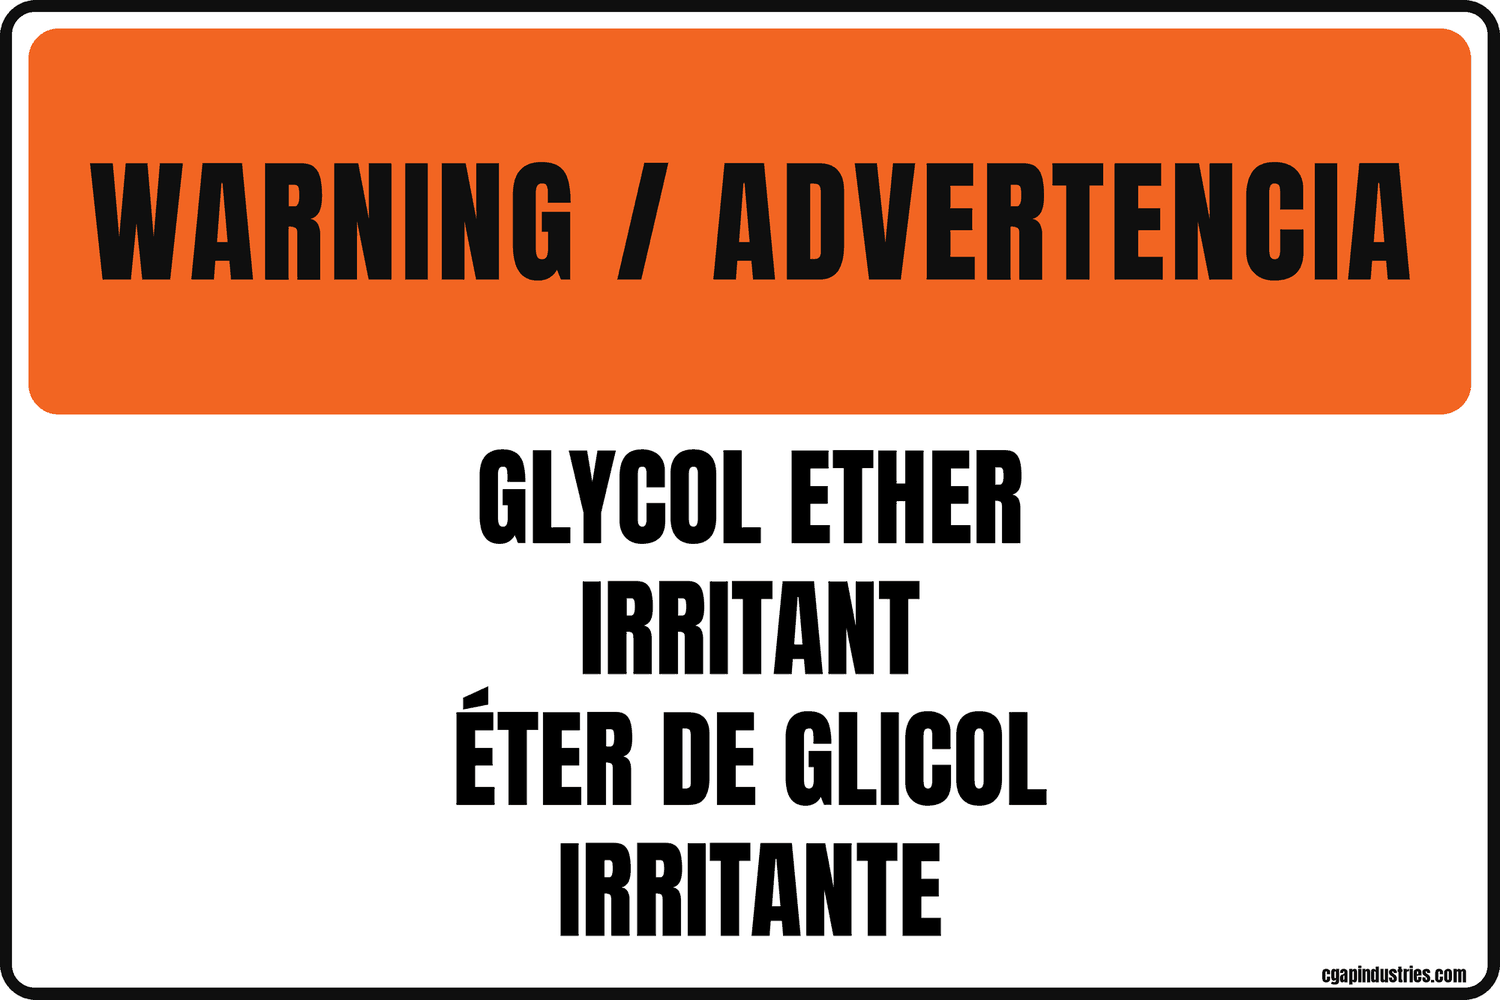 WARNING / ADVERTENCIA
GLYCOL ETHER
IRRITANT
ÉTER DE GLICOL
IRRITANTE
cgapindustries.com